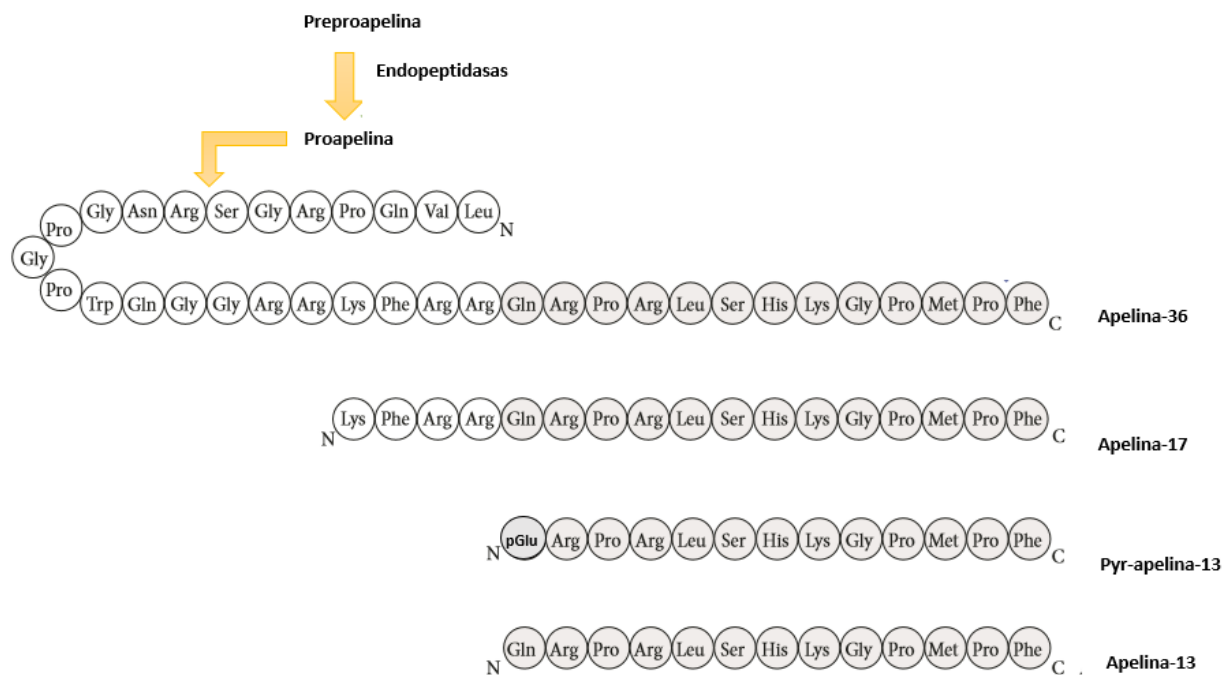 Preproapelina
Endopeptidasas
Proapelina
Gly Asn Arg Ser Gly Arg Pro Gln Val Leu N
Pro
Gly
Pro
Trp Gln Gly Gly Arg Arg Lys Phe Arg Arg Gln Arg Pro Arg Leu Ser His Lys Gly Pro Met Pro Phe C Apelina-36
N Lys Phe Arg Arg Gln Arg Pro Arg Leu Ser His Lys Gly Pro Met Pro Phe C Apelina-17
N pGlu Arg Pro Arg Leu Ser His Lys Gly Pro Met Pro Phe C Pyr-apelina-13
N Gln Arg Pro Arg Leu Ser His Lys Gly Pro Met Pro Phe C Apelina-13